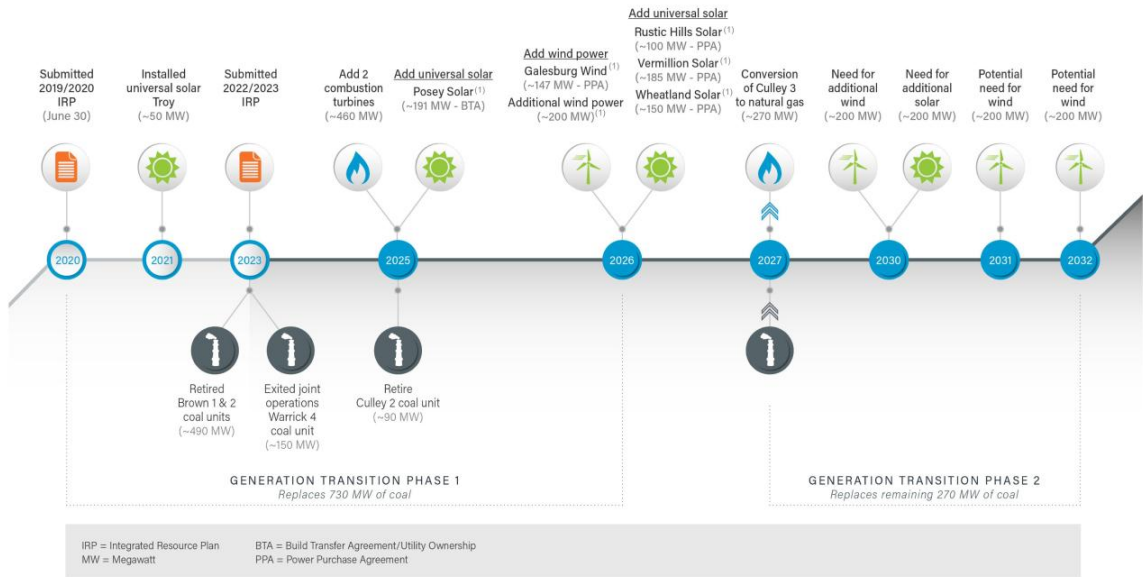 Submitted
2019/2020
IRP
(June 30)
Installed
universal solar
Troy
(~50 MW)
Submitted
2022/2023
IRP
Add 2
combustion
turbines
(~460 MW)
Add universal solar
Posey Solar(1)
(~191 MW - BTA)
Add wind power
Galesburg Wind(1)
(~147 MW - PPA)
Additional wind power
(~200 MW)(1)
Add universal solar
Rustic Hills Solar(1)
(~100 MW - PPA)
Vermillion Solar(1)
(~185 MW - PPA)
Wheatland Solar(1)
(~150 MW - PPA)
Conversion
of Culley 3
to natural gas
(~270 MW)
Need for
additional
wind
(~200 MW)
Need for
additional
solar
(~200 MW)
Potential
need for
wind
(~200 MW)
Potential
need for
wind
(~200 MW)
2020
2021
2023
2025
2026
2027
2030
2031
2032
Retired
Brown 1 & 2
coal units
(~490 MW)
Exited joint
operations
Warrick 4
coal unit
(~150 MW)
Retire
Culley 2 coal unit
(~90 MW)
GENERATION TRANSITION PHASE 1
Replaces 730 MW of coal
GENERATION TRANSITION PHASE 2
Replaces remaining 270 MW of coal
IRP = Integrated Resource Plan
MW = Megawatt
BTA = Build Transfer Agreement/Utility Ownership
PPA = Power Purchase Agreement